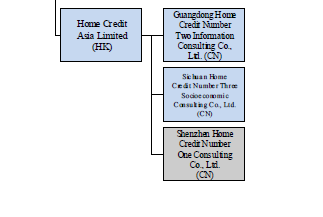 Home Credit
Asia Limited
(HK)
Guangdong Home
Credit Number
Two Information
Consulting Co.,
Ltd. (CN)
Sichuan Home
Credit Number Three
Socioeconomic
Consulting Co., Ltd.
(CN)
Shenzhen Home
Credit Number
One Consulting
Co., Ltd.
(CN)